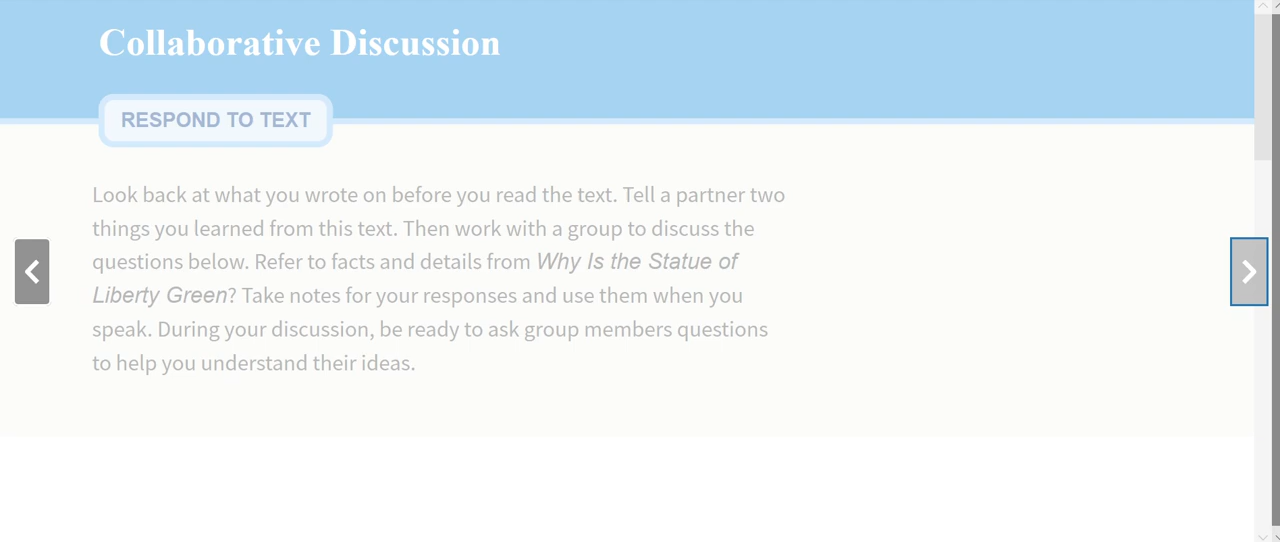 Collaborative Discussion
RESPOND TO TEXT
Look back at what you wrote on before you read the text. Tell a partner two
things you learned from this text. Then work with a group to discuss the
questions below. Refer to facts and details from Why Is the Statue of
Liberty Green? Take notes for your responses and use them when you
speak. During your discussion, be ready to ask group members questions
to help you understand their ideas.